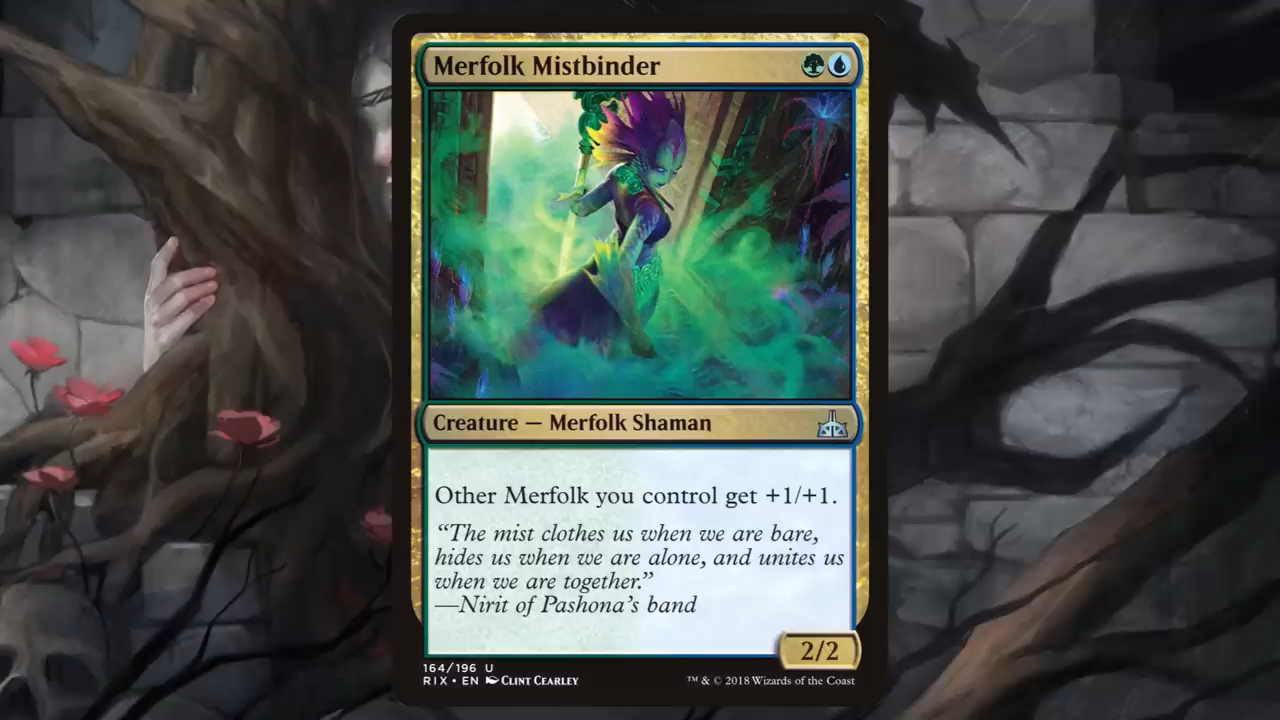 Merfolk Mistbinder
Creature — Merfolk Shaman
Other Merfolk you control get +1/+1.
“The mist clothes us when we are bare,
hides us when we are alone, and unites us
when we are together.”
—Nirit of Pashona’s band
2/2
164/196 U
RIX • EN Clint Cearley
™ & © 2018 Wizards of the Coast